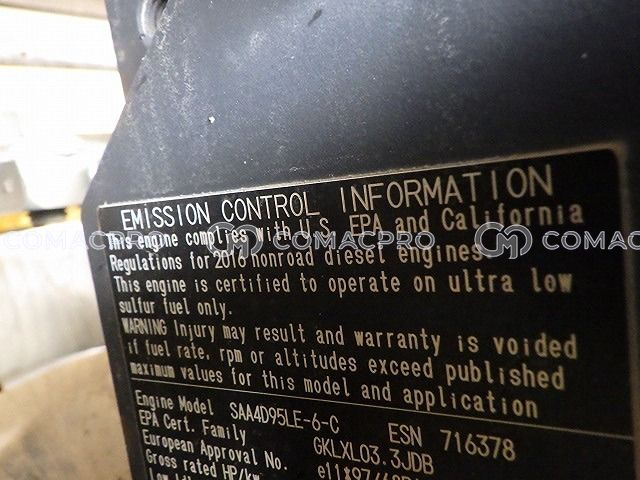 EMISSION CONTROL INFORMATION
This engine complies with U.S. EPA and California
Regulations for 2016 nonroad diesel engines
This engine is certified to operate on ultra low
sulfur fuel only.
WARNING Injury may result and warranty is voided
if fuel rate, rpm or altitudes exceed published
maximum values for this model and application
Engine Model SAA4D95LE-6-C ESN 716378
EPA Cert. Family GKLXL03.3JDB
European Approval No.
Gross rated HP/kW
COMACPRO
COMACPRO
COMACPRO